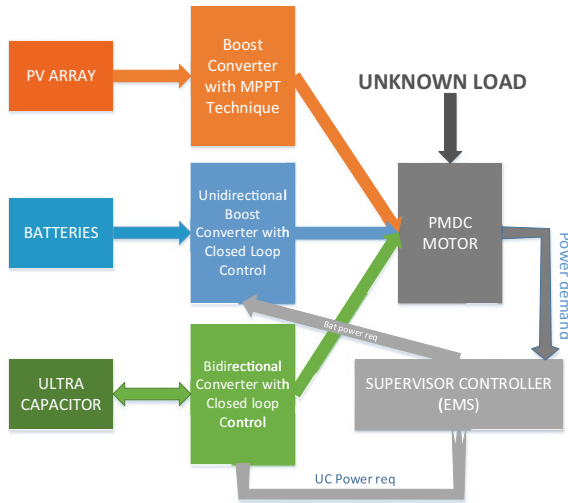 PV ARRAY
Boost
Converter
with MPPT
Technique
UNKNOWN LOAD
BATTERIES
Unidirectional
Boost
Converter with
Closed Loop
Control
PMDC
MOTOR
Power demand
Bat power req
ULTRA
CAPACITOR
Bidirectional
Converter with
Closed loop
Control
SUPERVISOR CONTROLLER
(EMS)
UC Power req